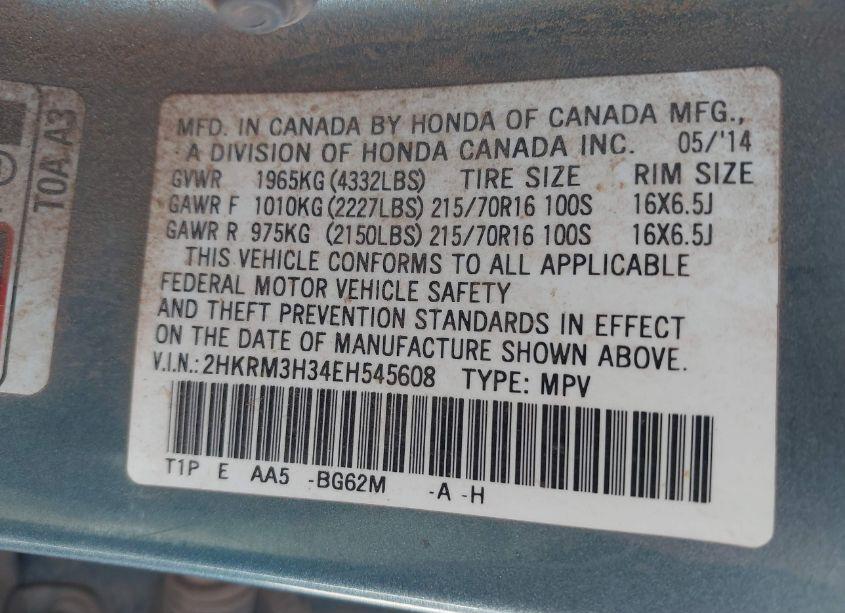 MFD. IN CANADA BY HONDA OF CANADA MFG.,
A DIVISION OF HONDA CANADA INC. 05/'14
GVWR 1965KG (4332LBS) TIRE SIZE RIM SIZE
GAWR F 1010KG (2227LBS) 215/70R16 100S 16X6.5J
GAWR R 975KG (2150LBS) 215/70R16 100S 16X6.5J
THIS VEHICLE CONFORMS TO ALL APPLICABLE
FEDERAL MOTOR VEHICLE SAFETY
AND THEFT PREVENTION STANDARDS IN EFFECT
ON THE DATE OF MANUFACTURE SHOWN ABOVE.
V.I.N.: 2HKRM3H34EH545608 TYPE: MPV
T1P E AA5 -BG62M -A -H
T0A A3